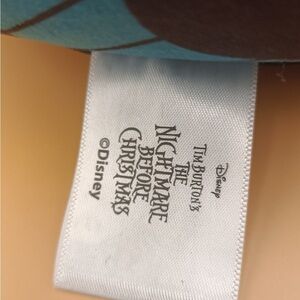 Disney
TIM BURTON'S
THE
NIGHTMARE
BEFORE
CHRISTMAS
©Disney